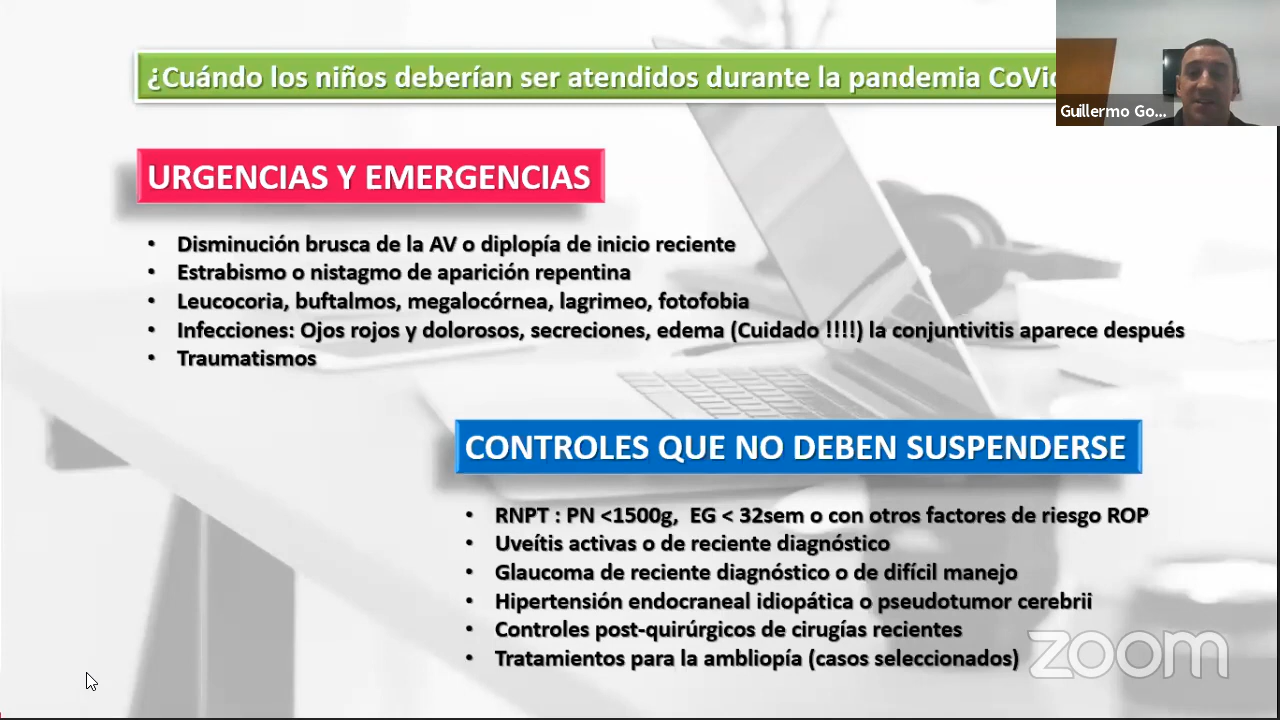 ¿Cuándo los niños deberían ser atendidos durante la pandemia
Guillermo Go...
URGENCIAS Y EMERGENCIAS
• Disminución brusca de la AV o diplopía de inicio reciente
• Estrabismo o nistagmo de aparición repentina
• Leucocoria, buftalmos, megalocórnea, lagrimeo, fotofobia
• Infecciones: Ojos rojos y dolorosos, secreciones, edema (Cuidado !!!!) la conjuntivitis aparece después
• Traumatismos
CONTROLES QUE NO DEBEN SUSPENDERSE
• RNPT : PN <1500g, EG < 32sem o con otros factores de riesgo ROP
• Uveítis activas o de reciente diagnóstico
• Glaucoma de reciente diagnóstico o de difícil manejo
• Hipertensión endocraneal idiopática o pseudotumor cerebrii
• Controles post-quirúrgicos de cirugías recientes
• Tratamientos para la ambliopía (casos seleccionados)
zoom